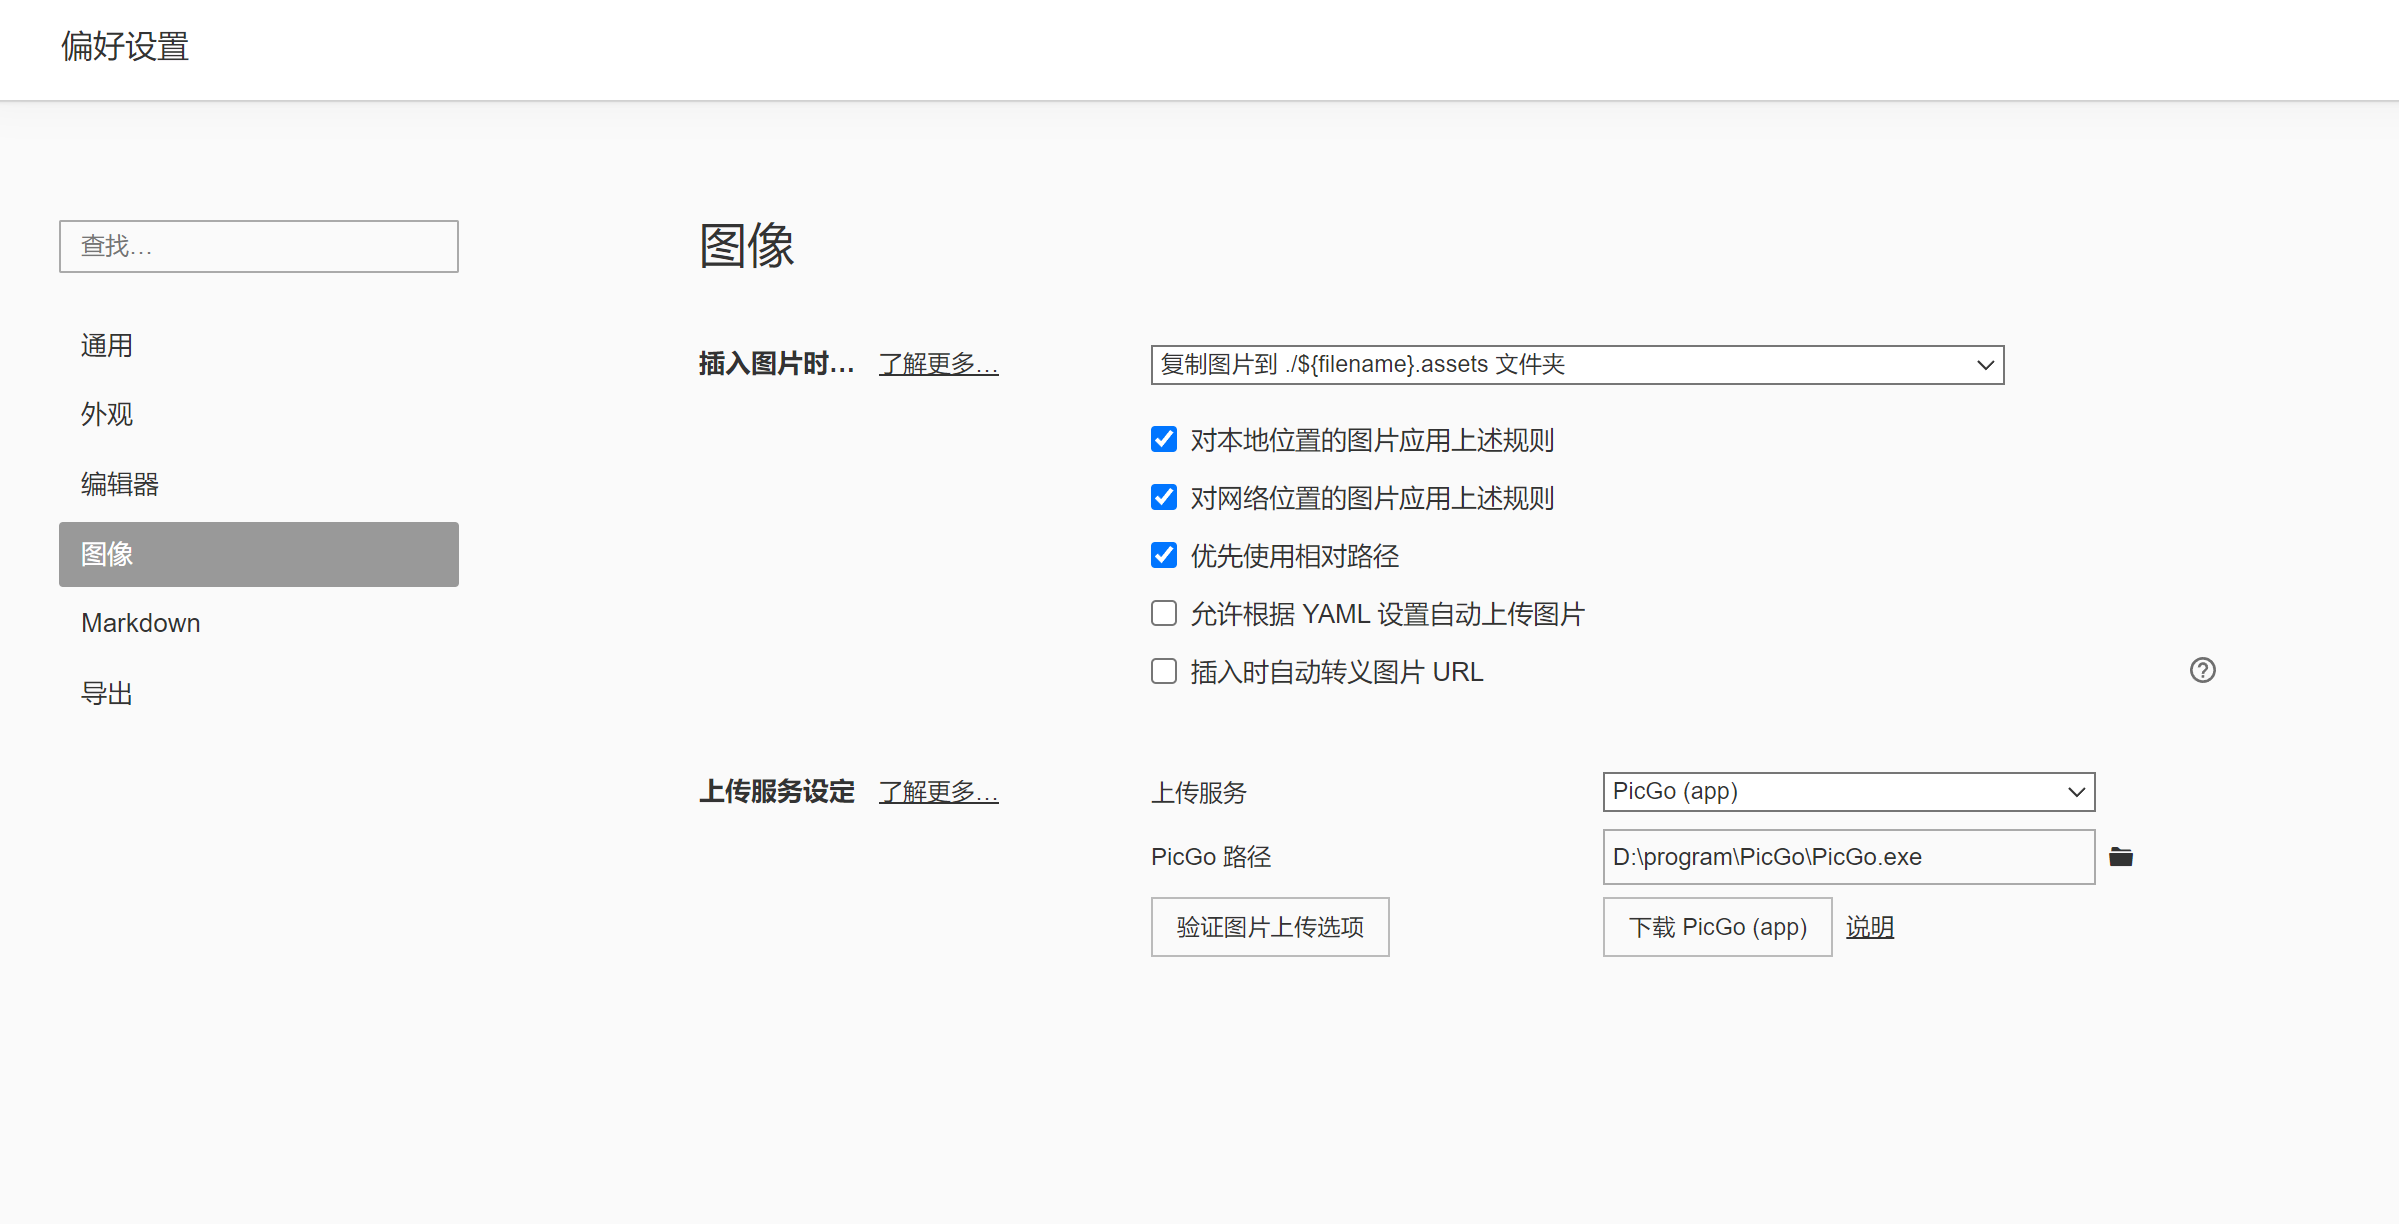 偏好设置
查找...
通用
外观
编辑器
图像
Markdown
导出
图像
插入图片时... 了解更多... 复制图片到 ./${filename}.assets 文件夹
对本地位置的图片应用上述规则
对网络位置的图片应用上述规则
优先使用相对路径
允许根据 YAML 设置自动上传图片
插入时自动转义图片 URL
上传服务设定 了解更多... 上传服务 PicGo (app)
PicGo 路径 D:\program\PicGo\PicGo.exe
验证图片上传选项 下载 PicGo (app) 说明